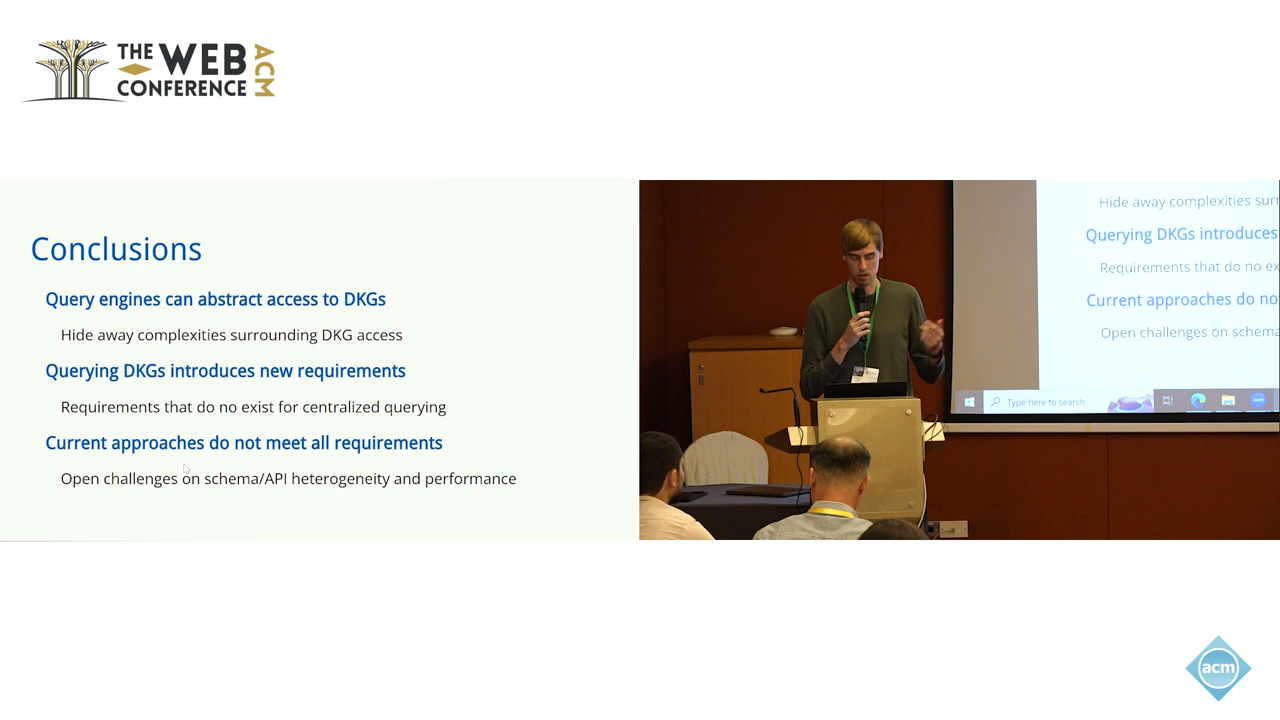 THE WEB
CONFERENCE
ACM
Conclusions
Query engines can abstract access to DKGs
Hide away complexities surrounding DKG access
Querying DKGs introduces new requirements
Requirements that do no exist for centralized querying
Current approaches do not meet all requirements
Open challenges on schema/API heterogeneity and performance
Hide away complexities
Querying DKGs introduces
Requirements that do no
Current approaches do
Open challenges on schema
Type here to search
acm